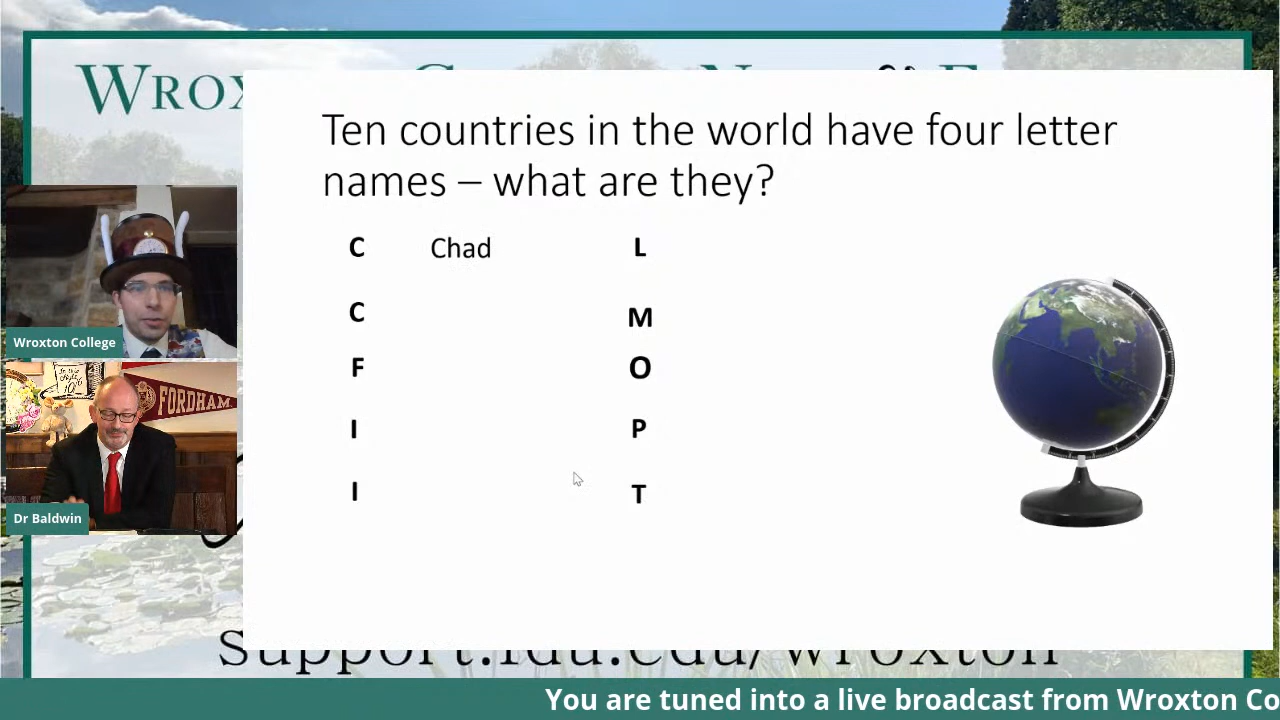 Ten countries in the world have four letter
names – what are they?
C Chad L
C M
F O
I P
I T
FORDHAM
Wroxton College
Dr Baldwin
support.fdu.edu/wroxton
You are tuned into a live broadcast from Wroxton Co